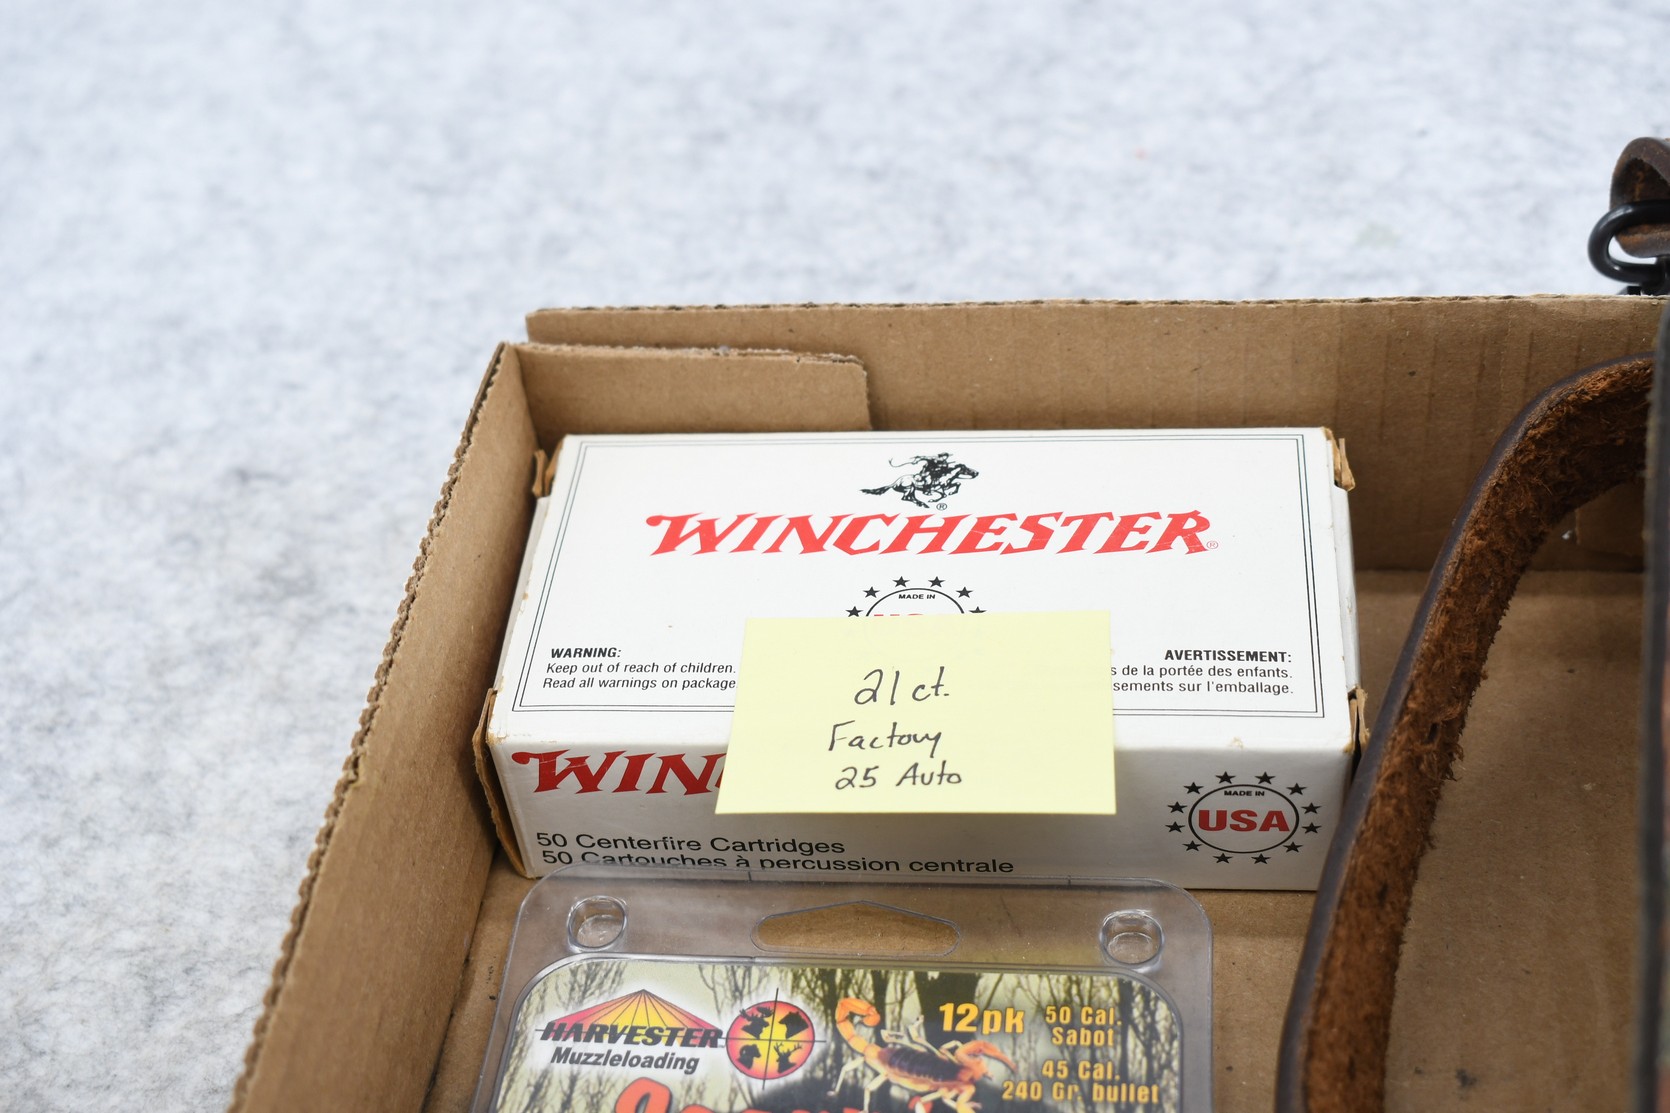 WINCHESTER
MADE IN
WARNING:
Keep out of reach of children.
Read all warnings on package
AVERTISSEMENT:
de la portée des enfants.
sur l'emballage.
21 ct.
Factory
25 Auto
MADE IN
USA
50 Centerfire Cartridges
50 Cartouches à percussion centrale
HARVESTER
Muzzleloading
12pk
50 Cal.
Sabot
45 Cal.
240 Gr. bullet